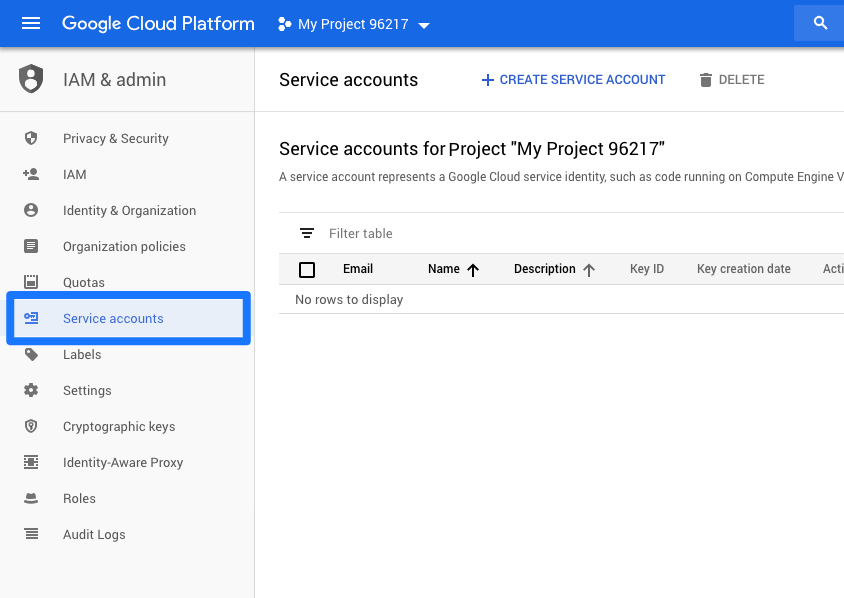 Google Cloud Platform
My Project 96217
IAM & admin
Service accounts
CREATE SERVICE ACCOUNT
DELETE
Privacy & Security
IAM
Identity & Organization
Organization policies
Quotas
Service accounts
Labels
Settings
Cryptographic keys
Identity-Aware Proxy
Roles
Audit Logs
Service accounts for Project "My Project 96217"
A service account represents a Google Cloud service identity, such as code running on Compute Engine V
Filter table
Email Name Description Key ID Key creation date Acti
No rows to display